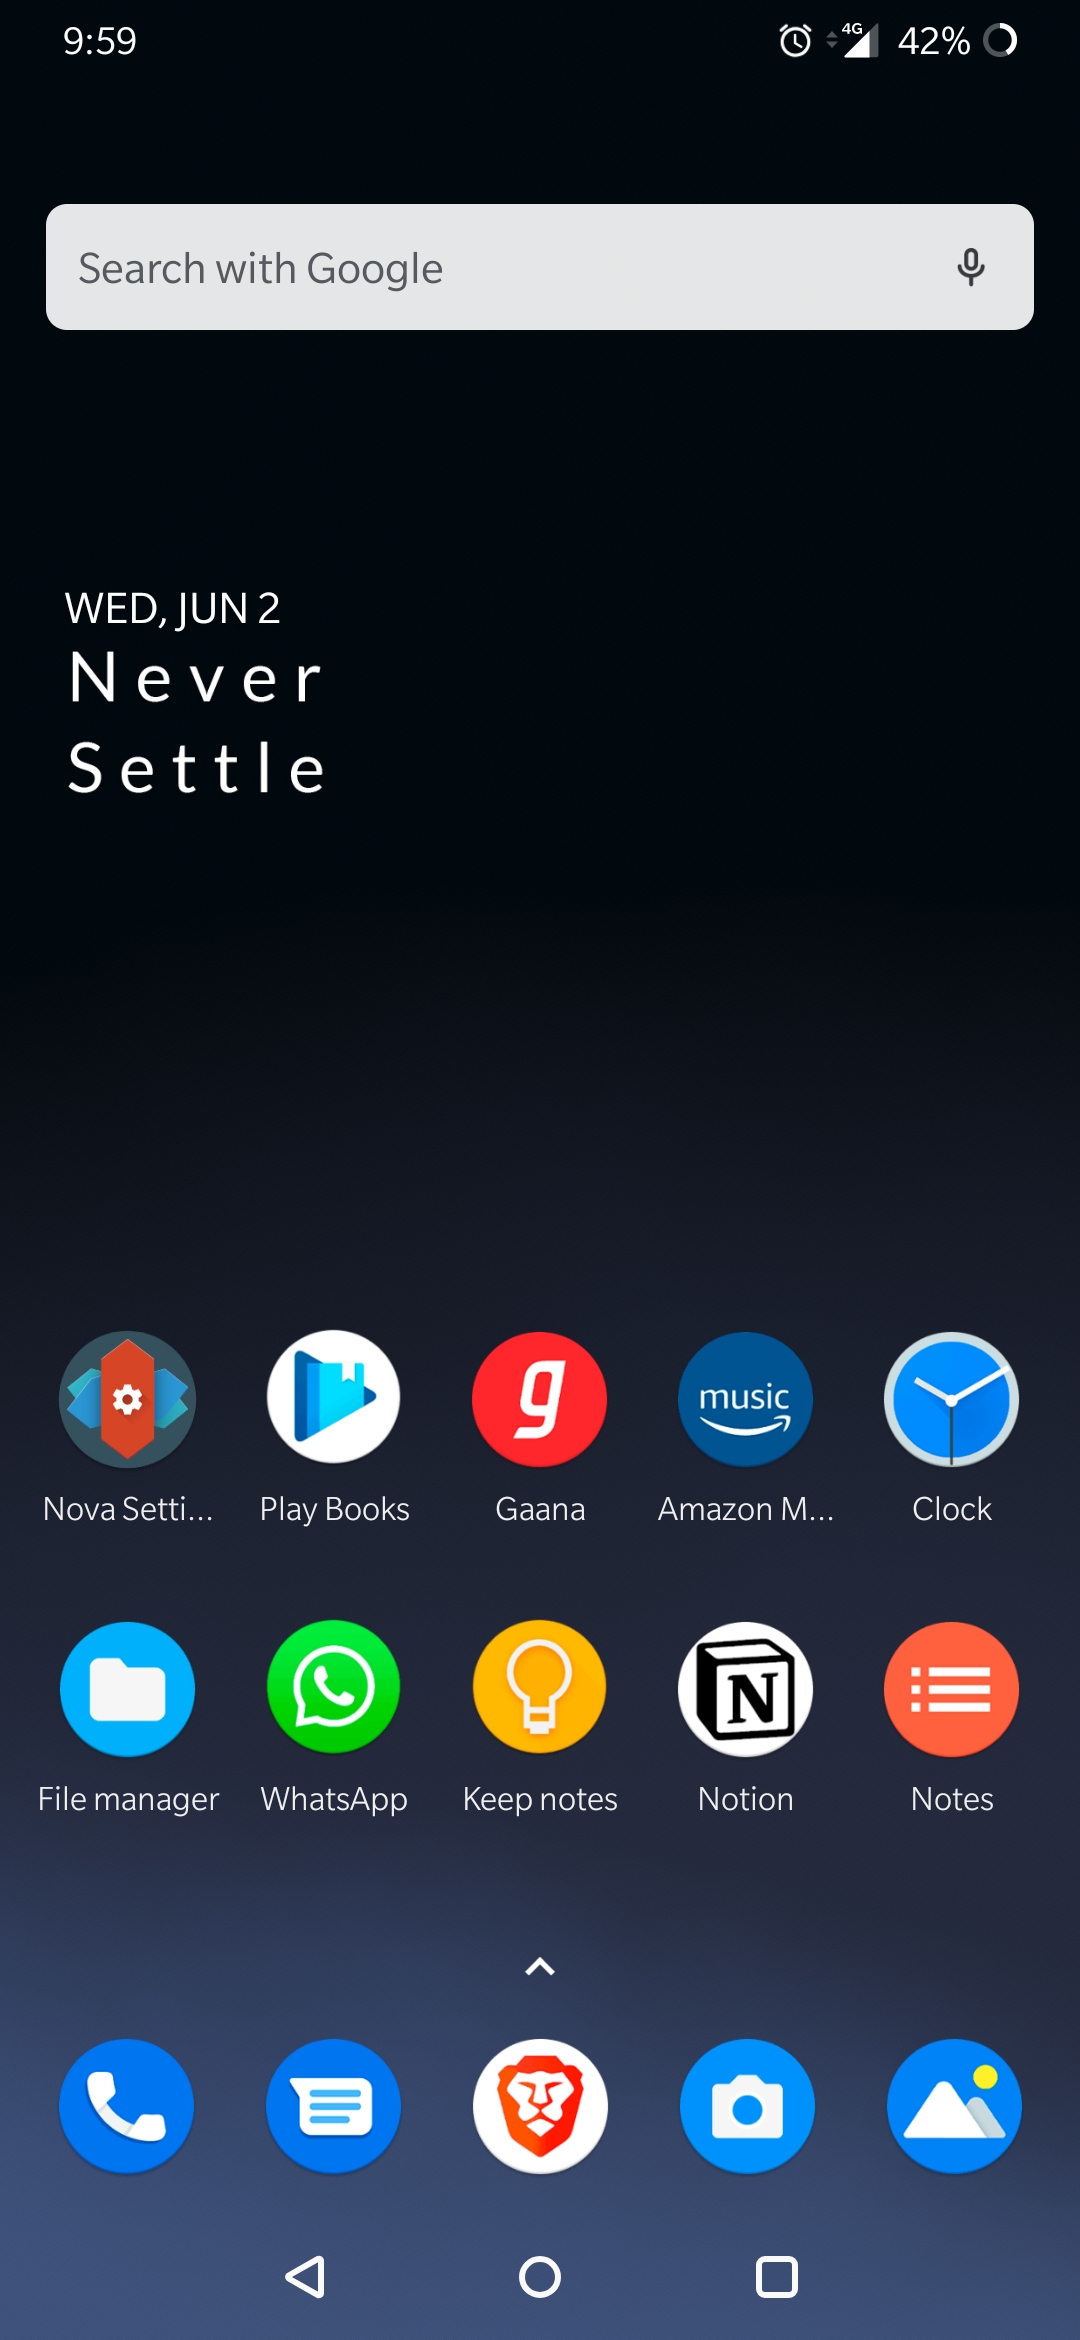 9:59 4G 42%
Search with Google
WED, JUN 2
Never
Settle
g music
Nova Setti... Play Books Gaana Amazon M... Clock
N
File manager WhatsApp Keep notes Notion Notes